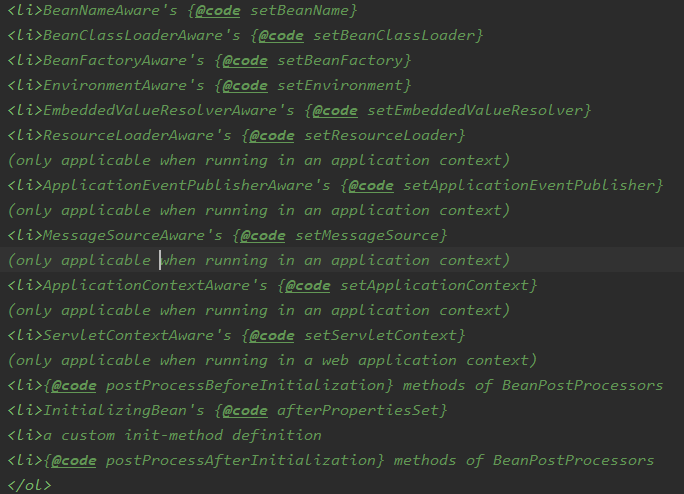 <li>BeanNameAware's {@code setBeanName}
<li>BeanClassLoaderAware's {@code setBeanClassLoader}
<li>BeanFactoryAware's {@code setBeanFactory}
<li>EnvironmentAware's {@code setEnvironment}
<li>EmbeddedValueResolverAware's {@code setEmbeddedValueResolver}
<li>ResourceLoaderAware's {@code setResourceLoader}
(only applicable when running in an application context)
<li>ApplicationEventPublisherAware's {@code setApplicationEventPublisher}
(only applicable when running in an application context)
<li>MessageSourceAware's {@code setMessageSource}
(only applicable when running in an application context)
<li>ApplicationContextAware's {@code setApplicationContext}
(only applicable when running in an application context)
<li>ServletContextAware's {@code setServletContext}
(only applicable when running in a web application context)
<li>{@code postProcessBeforeInitialization} methods of BeanPostProcessors
<li>InitializingBean's {@code afterPropertiesSet}
<li>a custom init-method definition
<li>{@code postProcessAfterInitialization} methods of BeanPostProcessors
</ol>